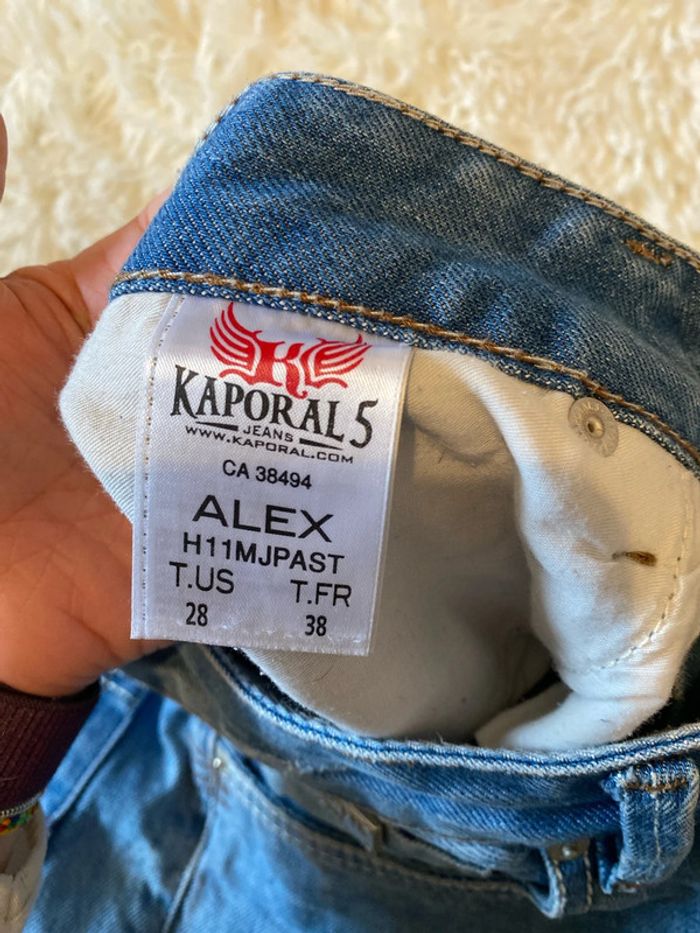 K
KAPORAL 5
JEANS
WWW.KAPORAL.COM
CA 38494
ALEX
H11MJPAST
T.US T.FR
28 38